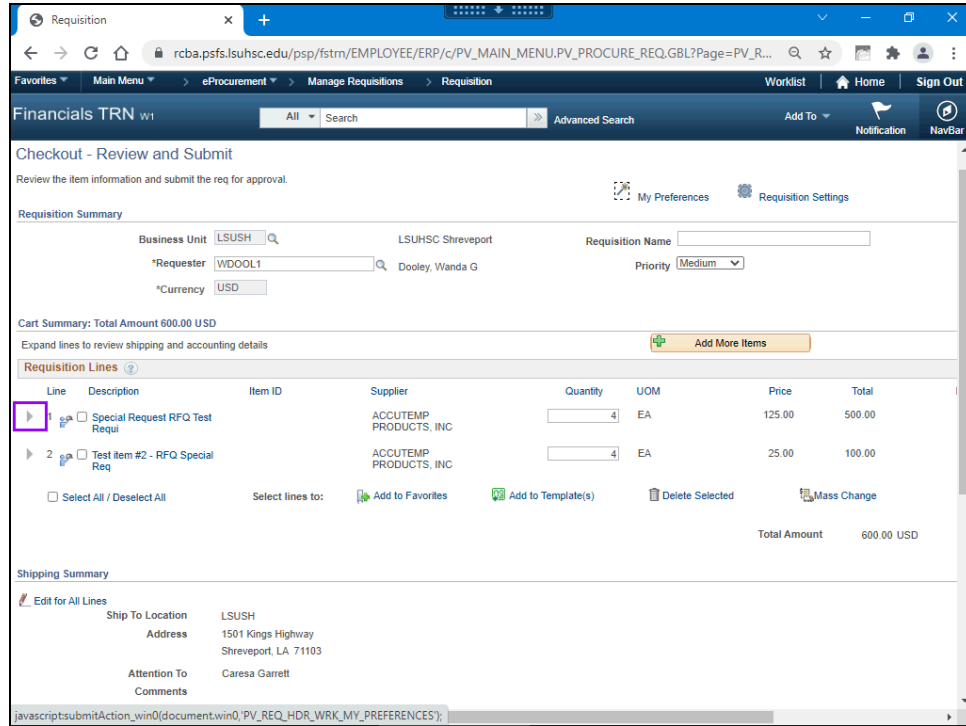 Requisition
rcba.psfs.lsuhsc.edu/psp/fstrn/EMPLOYEE/ERP/c/PV_MAIN_MENU.PV_PROCURE_REQ.GBL?Page=PV_R...
Favorites Main Menu > eProcurement > Manage Requisitions > Requisition Worklist Home Sign Out
Financials TRN W1 All Search Advanced Search Add To Notification NavBar
Checkout - Review and Submit
Review the item information and submit the req for approval.
My Preferences Requisition Settings
Requisition Summary
Business Unit LSUSH LSUHSC Shreveport Requisition Name
*Requester WDOOL1 Dooley, Wanda G Priority Medium
*Currency USD
Cart Summary: Total Amount 600.00 USD
Expand lines to review shipping and accounting details Add More Items
Requisition Lines ?
Line Description Item ID Supplier Quantity UOM Price Total
1 Special Request RFQ Test Requi ACCUTEMP PRODUCTS, INC 4 EA 125.00 500.00
2 Test item #2 - RFQ Special Req ACCUTEMP PRODUCTS, INC 4 EA 25.00 100.00
Select All / Deselect All Select lines to: Add to Favorites Add to Template(s) Delete Selected Mass Change
Total Amount 600.00 USD
Shipping Summary
Edit for All Lines
Ship To Location LSUSH
Address 1501 Kings Highway
Shreveport, LA 71103
Attention To Caresa Garrett
Comments
javascript:submitAction_win0(document.win0,'PV_REQ_HDR_WRK_MY_PREFERENCES');